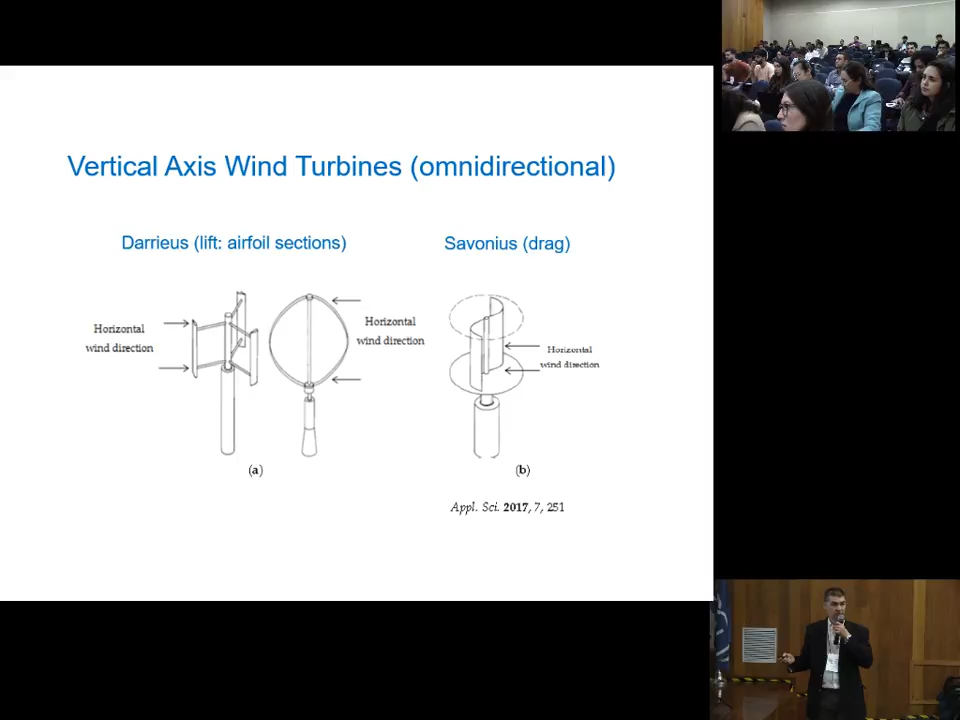 Vertical Axis Wind Turbines (omnidirectional)
Darrieus (lift: airfoil sections)
Savonius (drag)
Horizontal
wind direction
Horizontal
wind direction
Horizontal
wind direction
(a)
(b)
Appl. Sci. 2017, 7, 251